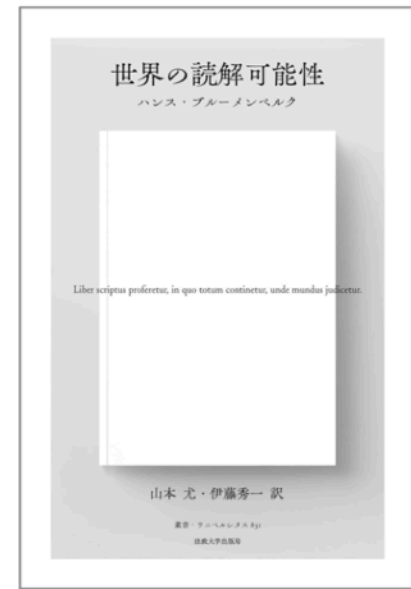 世界の読解可能性
ハンス・ブルーメンベルク
Liber scriptus proferetur, in quo totum continetur, unde mundus judicetur.
山本 尤・伊藤秀一 訳
叢書・ウニベルシタス 891
法政大学出版局